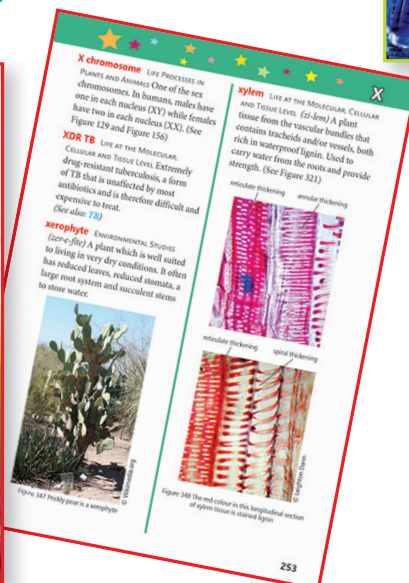 X
X chromosome LIFE PROCESSES IN
PLANTS AND ANIMALS One of the sex
chromosomes. In humans, males have
one in each nucleus (XY) while females
have two in each nucleus (XX). (See
Figure 129 and Figure 156)
XDR TB LIFE AT THE MOLECULAR,
CELLULAR AND TISSUE LEVEL Extremely
drug-resistant tuberculosis, a form
of TB that is unaffected by most
antibiotics and is therefore difficult and
expensive to treat.
(See also: TB)
xerophyte ENVIRONMENTAL STUDIES
(zer-e-fite) A plant which is well suited
to living in very dry conditions. It often
has reduced leaves, reduced stomata, a
large root system and succulent stems
to store water.
© Wikimedia.org
Figure 347 Prickly pear is a xerophyte
xylem LIFE AT THE MOLECULAR, CELLULAR
AND TISSUE LEVEL (zi-lem) A plant
tissue from the vascular bundles that
contains tracheids and/or vessels, both
rich in waterproof lignin. Used to
carry water from the roots and provide
strength. (See Figure 321)
reticulate thickening annular thickening
reticulate thickening spiral thickening
© Leighton Dann
Figure 348 The red colour in this longitudinal section
of xylem tissue is stained lignin
253